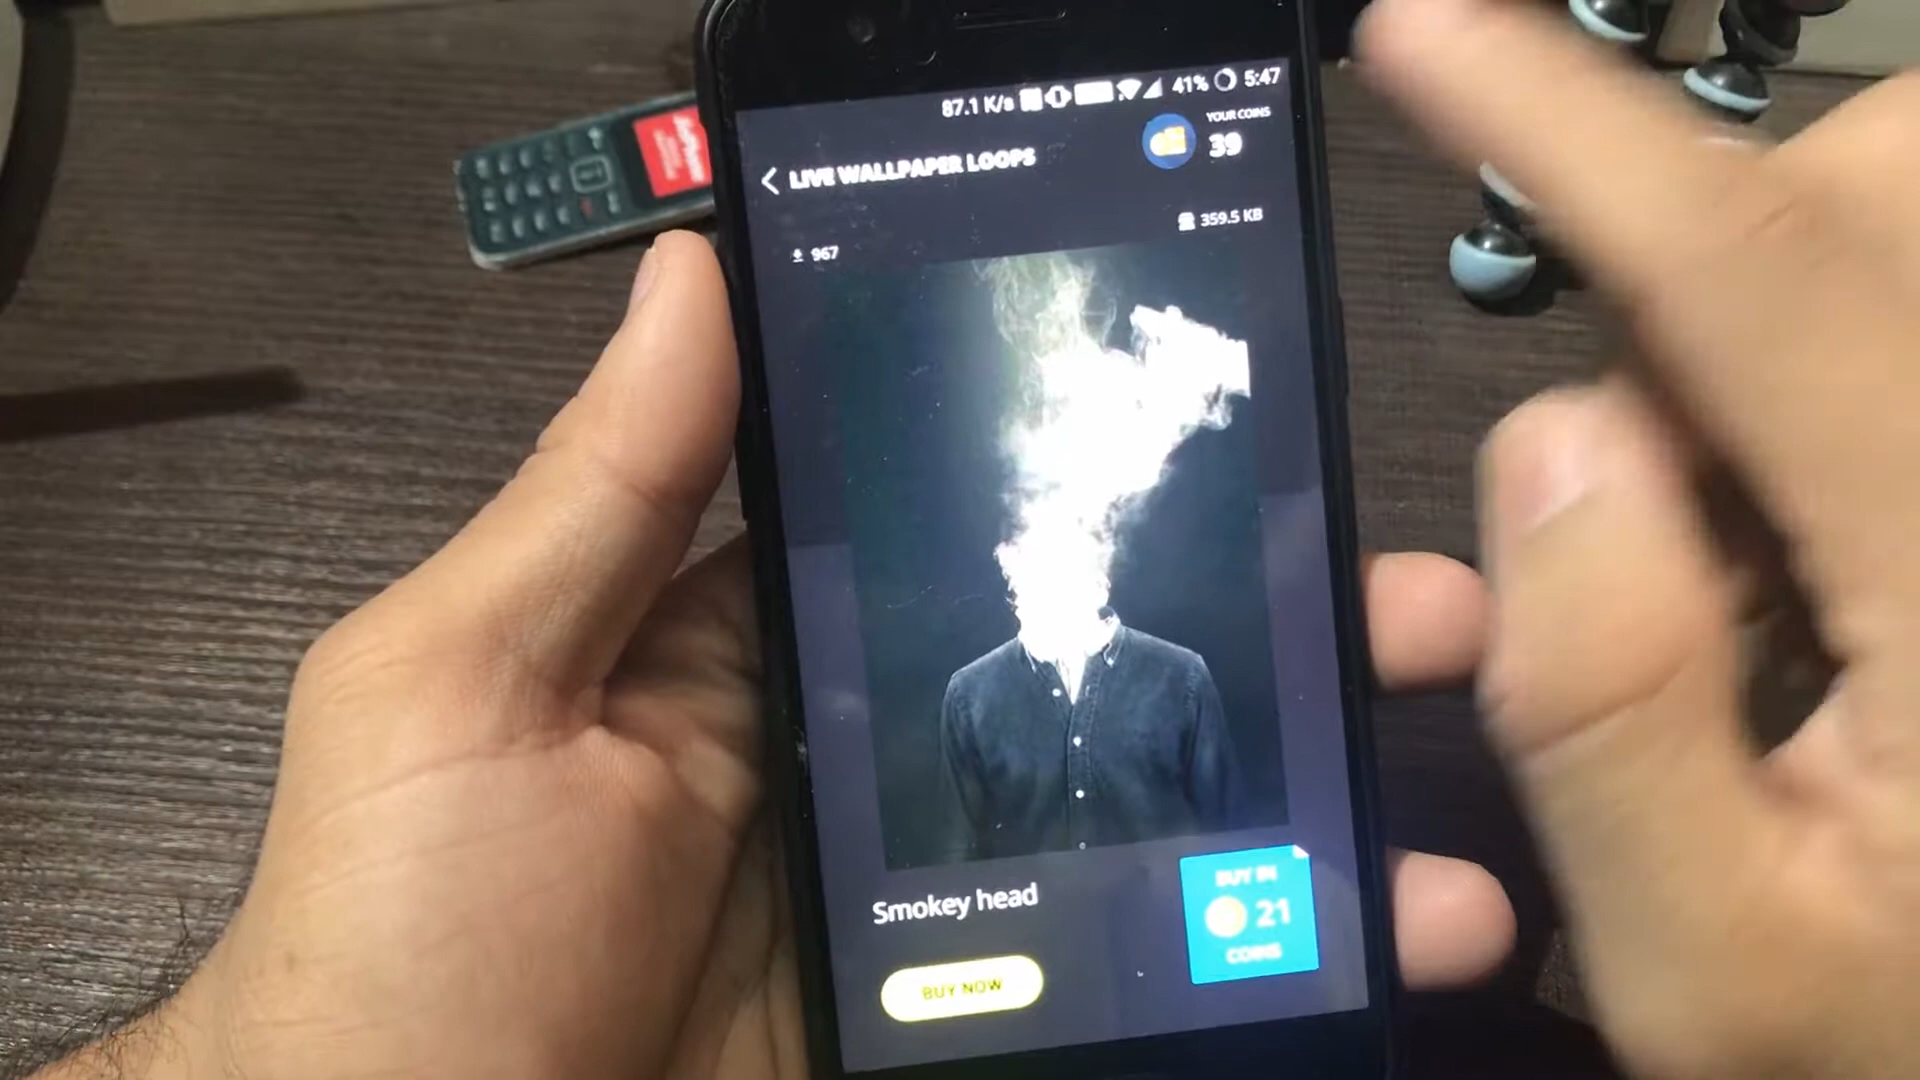 87.1 K/s 41% 5:47
YOUR COINS
39
LIVE WALLPAPER LOOPS
359.5 KB
967
Smokey head
BUY IN
21
COINS
BUY NOW